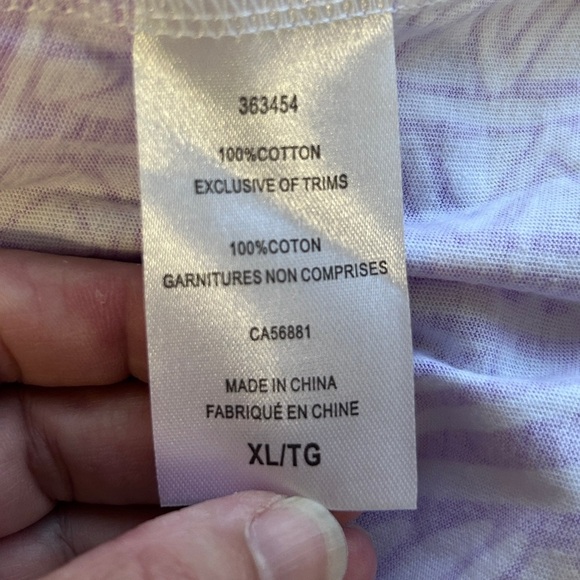 363454
100%COTTON
EXCLUSIVE OF TRIMS
100%COTON
GARNITURES NON COMPRISES
CA56881
MADE IN CHINA
FABRIQUÉ EN CHINE
XL/TG